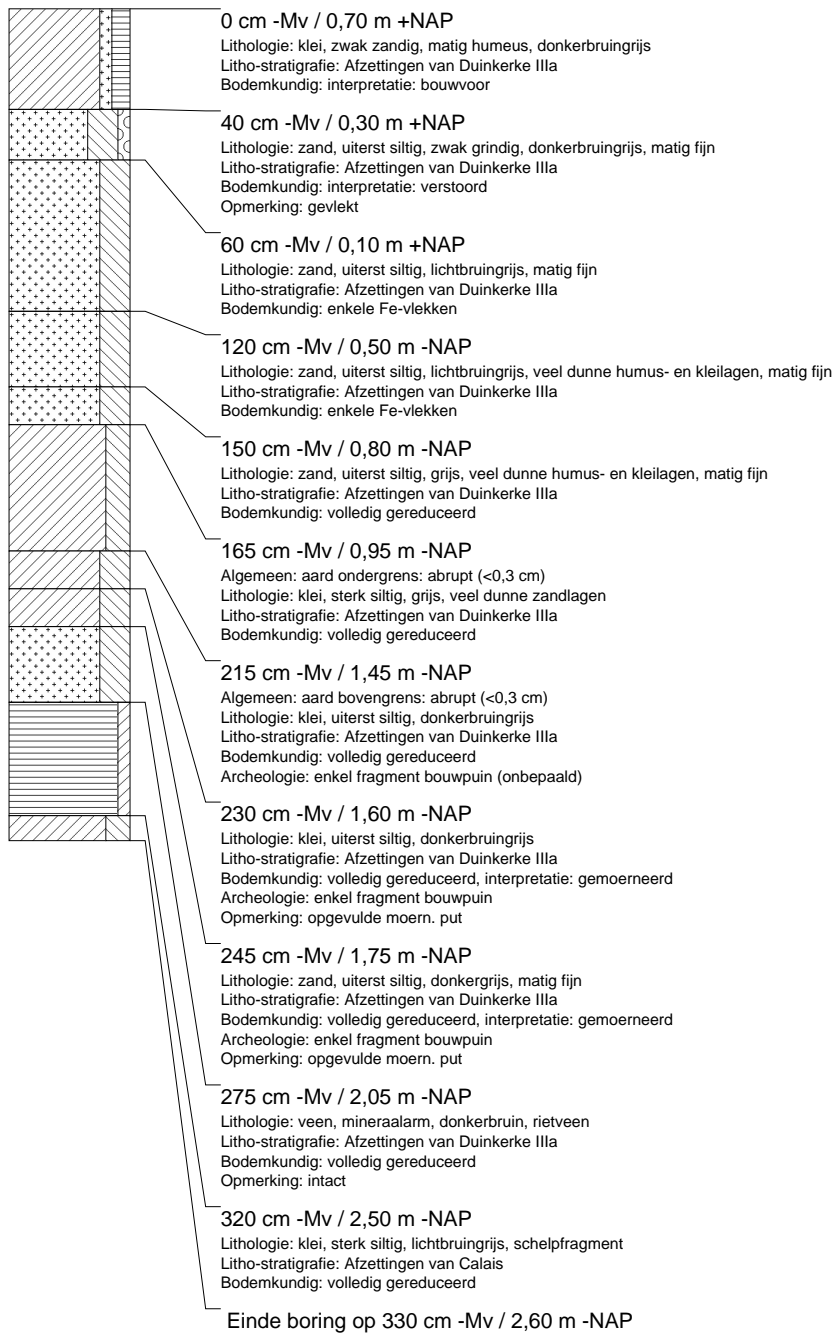 0 cm -Mv / 0,70 m +NAP
Lithologie: klei, zwak zandig, matig humeus, donkerbruingrijs
Litho-stratigrafie: Afzettingen van Duinkerke IIIa
Bodemkundig: interpretatie: bouwvoor
40 cm -Mv / 0,30 m +NAP
Lithologie: zand, uiterst siltig, zwak grindig, donkerbruingrijs, matig fijn
Litho-stratigrafie: Afzettingen van Duinkerke IIIa
Bodemkundig: interpretatie: verstoord
Opmerking: gevlekt
60 cm -Mv / 0,10 m +NAP
Lithologie: zand, uiterst siltig, lichtbruingrijs, matig fijn
Litho-stratigrafie: Afzettingen van Duinkerke IIIa
Bodemkundig: enkele Fe-vlekken
120 cm -Mv / 0,50 m -NAP
Lithologie: zand, uiterst siltig, lichtbruingrijs, veel dunne humus- en kleilagen, matig fijn
Litho-stratigrafie: Afzettingen van Duinkerke IIIa
Bodemkundig: enkele Fe-vlekken
150 cm -Mv / 0,80 m -NAP
Lithologie: zand, uiterst siltig, grijs, veel dunne humus- en kleilagen, matig fijn
Litho-stratigrafie: Afzettingen van Duinkerke IIIa
Bodemkundig: volledig gereduceerd
165 cm -Mv / 0,95 m -NAP
Algemeen: aard ondergrens: abrupt (<0,3 cm)
Lithologie: klei, sterk siltig, grijs, veel dunne zandlagen
Litho-stratigrafie: Afzettingen van Duinkerke IIIa
Bodemkundig: volledig gereduceerd
215 cm -Mv / 1,45 m -NAP
Algemeen: aard bovengrens: abrupt (<0,3 cm)
Lithologie: klei, uiterst siltig, donkerbruingrijs
Litho-stratigrafie: Afzettingen van Duinkerke IIIa
Bodemkundig: volledig gereduceerd
Archeologie: enkel fragment bouwpuin (onbepaald)
230 cm -Mv / 1,60 m -NAP
Lithologie: klei, uiterst siltig, donkerbruingrijs
Litho-stratigrafie: Afzettingen van Duinkerke IIIa
Bodemkundig: volledig gereduceerd, interpretatie: gemoerneerd
Archeologie: enkel fragment bouwpuin
Opmerking: opgevulde moern. put
245 cm -Mv / 1,75 m -NAP
Lithologie: zand, uiterst siltig, donkergrijs, matig fijn
Litho-stratigrafie: Afzettingen van Duinkerke IIIa
Bodemkundig: volledig gereduceerd, interpretatie: gemoerneerd
Archeologie: enkel fragment bouwpuin
Opmerking: opgevulde moern. put
275 cm -Mv / 2,05 m -NAP
Lithologie: veen, mineraalarm, donkerbruin, rietveen
Litho-stratigrafie: Afzettingen van Duinkerke IIIa
Bodemkundig: volledig gereduceerd
Opmerking: intact
320 cm -Mv / 2,50 m -NAP
Lithologie: klei, sterk siltig, lichtbruingrijs, schelpfragment
Litho-stratigrafie: Afzettingen van Calais
Bodemkundig: volledig gereduceerd
Einde boring op 330 cm -Mv / 2,60 m -NAP